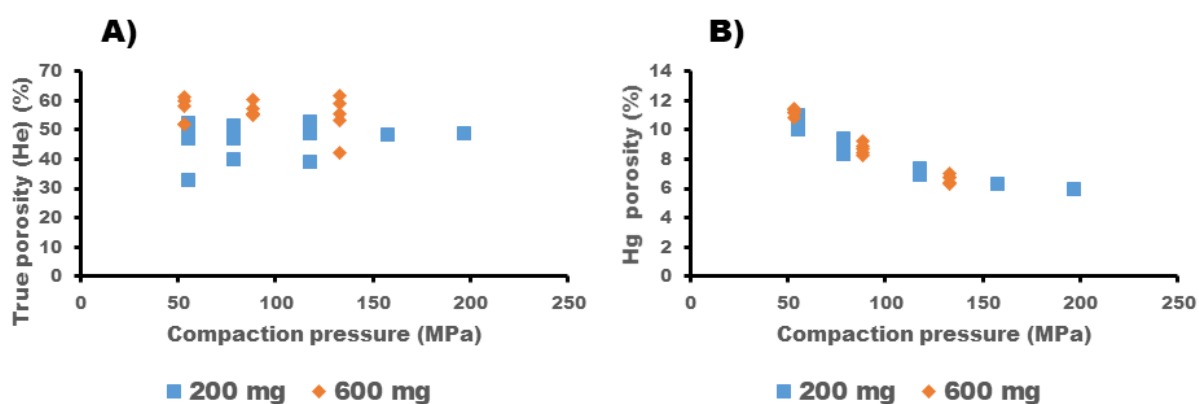 A)
True porosity (He) (%)
70
60
50
40
30
20
10
0
0 50 100 150 200 250
Compaction pressure (MPa)
200 mg 600 mg
B)
Hg porosity (%)
14
12
10
8
6
4
2
0
0 50 100 150 200 250
Compaction pressure (MPa)
200 mg 600 mg